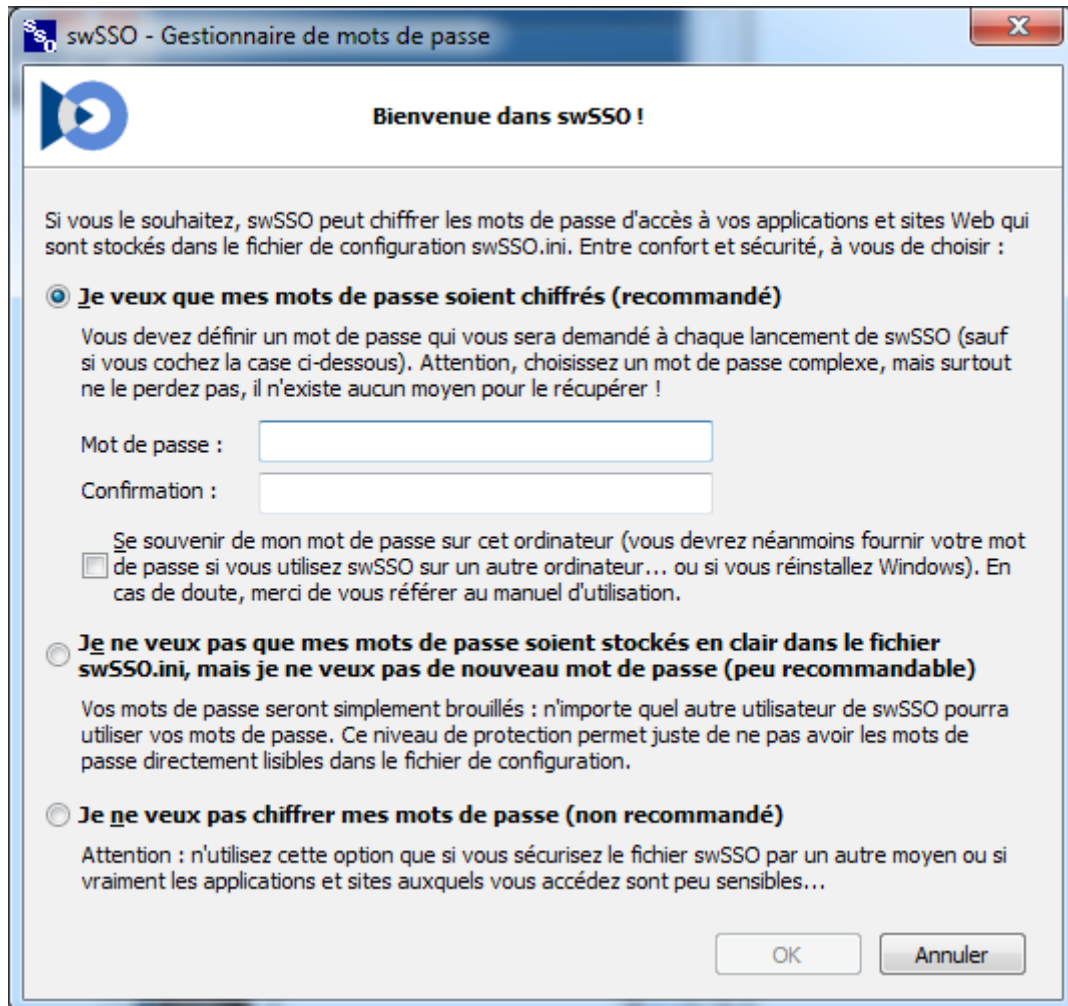 SSO swSSO - Gestionnaire de mots de passe
Bienvenue dans swSSO !
Si vous le souhaitez, swSSO peut chiffrer les mots de passe d'accès à vos applications et sites Web qui
sont stockés dans le fichier de configuration swSSO.ini. Entre confort et sécurité, à vous de choisir :
Je veux que mes mots de passe soient chiffrés (recommandé)
Vous devez définir un mot de passe qui vous sera demandé à chaque lancement de swSSO (sauf
si vous cochez la case ci-dessous). Attention, choisissez un mot de passe complexe, mais surtout
ne le perdez pas, il n'existe aucun moyen pour le récupérer !
Mot de passe :
Confirmation :
Se souvenir de mon mot de passe sur cet ordinateur (vous devrez néanmoins fournir votre mot
de passe si vous utilisez swSSO sur un autre ordinateur... ou si vous réinstallez Windows). En
cas de doute, merci de vous référer au manuel d'utilisation.
Je ne veux pas que mes mots de passe soient stockés en clair dans le fichier
swSSO.ini, mais je ne veux pas de nouveau mot de passe (peu recommandable)
Vos mots de passe seront simplement brouillés : n'importe quel autre utilisateur de swSSO pourra
utiliser vos mots de passe. Ce niveau de protection permet juste de ne pas avoir les mots de
passe directement lisibles dans le fichier de configuration.
Je ne veux pas chiffrer mes mots de passe (non recommandé)
Attention : n'utilisez cette option que si vous sécurisez le fichier swSSO par un autre moyen ou si
vraiment les applications et sites auxquels vous accédez sont peu sensibles...
OK
Annuler